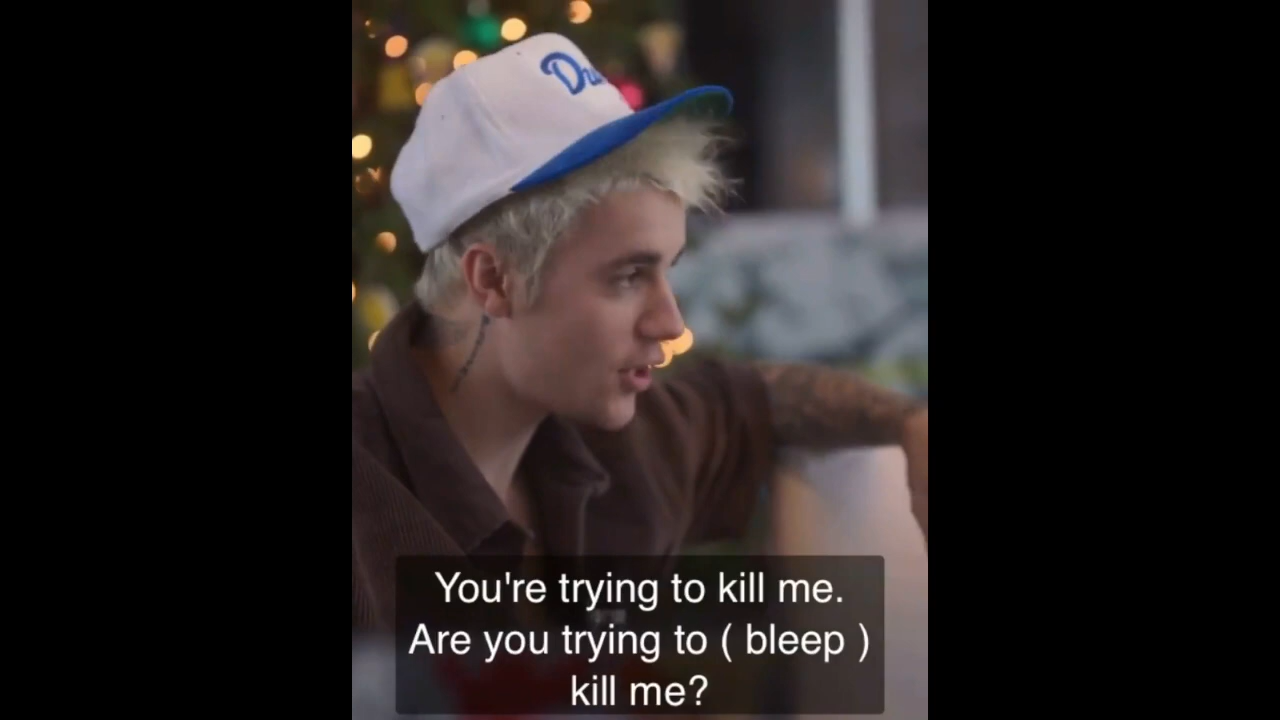 You're trying to kill me.
Are you trying to ( bleep )
kill me?